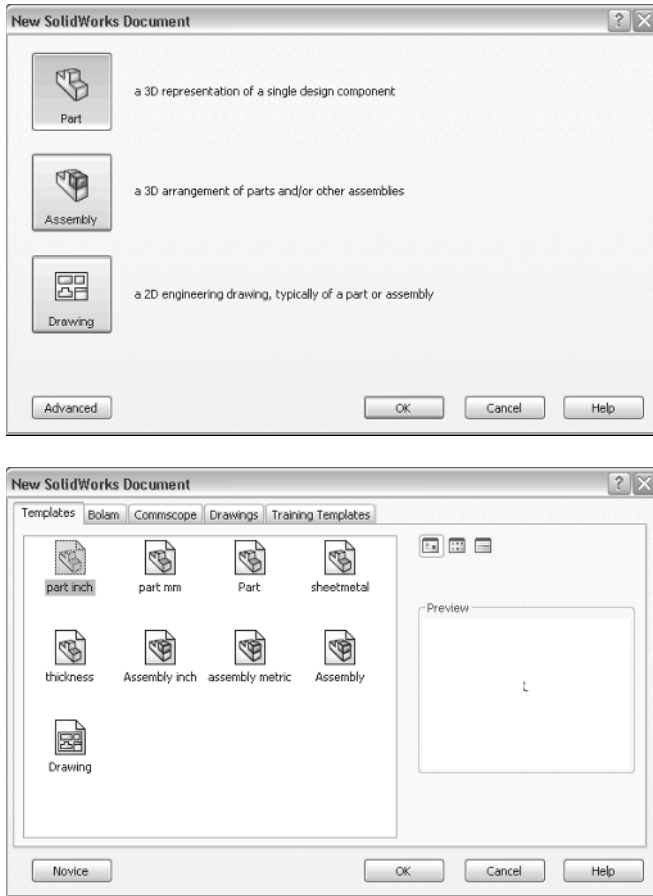 New SolidWorks Document
Part
a 3D representation of a single design component
Assembly
a 3D arrangement of parts and/or other assemblies
Drawing
a 2D engineering drawing, typically of a part or assembly
Advanced OK Cancel Help
New SolidWorks Document
Templates Bolam Commscope Drawings Training Templates
part inch part mm Part sheetmetal
Preview
thickness Assembly inch assembly metric Assembly
Drawing
Novice OK Cancel Help